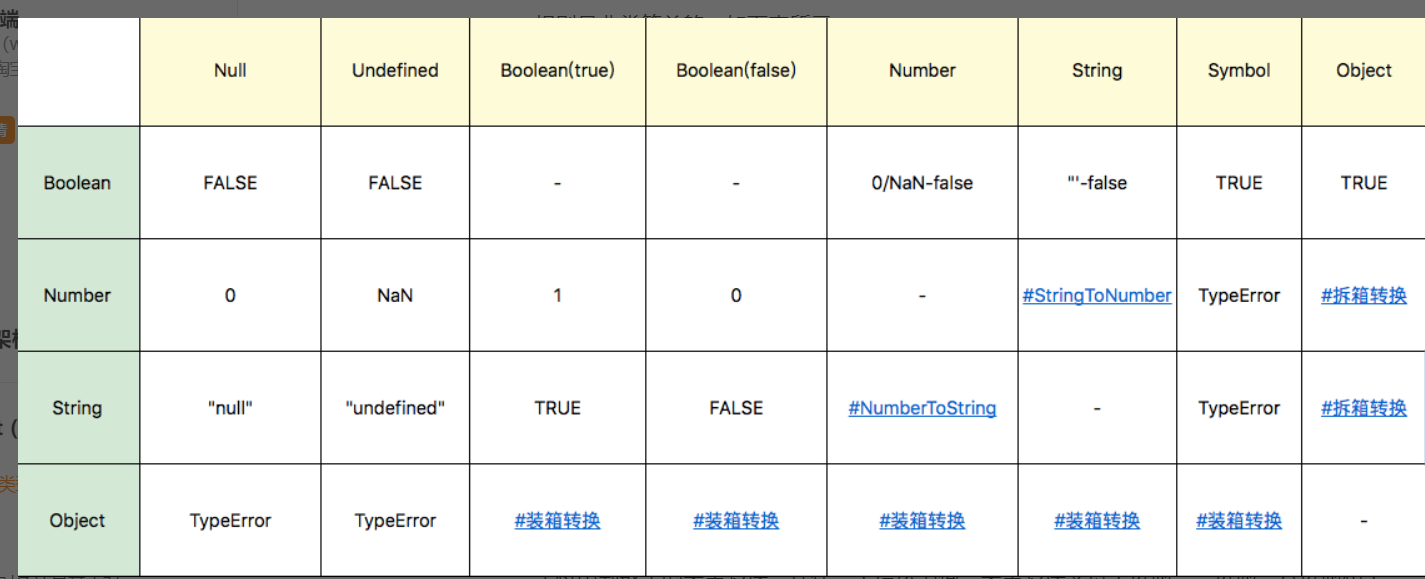 Null Undefined Boolean(true) Boolean(false) Number String Symbol Object
Boolean FALSE FALSE - - 0/NaN-false "'-false TRUE TRUE
Number 0 NaN 1 0 - #StringToNumber TypeError #拆箱转换
String "null" "undefined" TRUE FALSE #NumberToString - TypeError #拆箱转换
Object TypeError TypeError #装箱转换 #装箱转换 #装箱转换 #装箱转换 #装箱转换 -